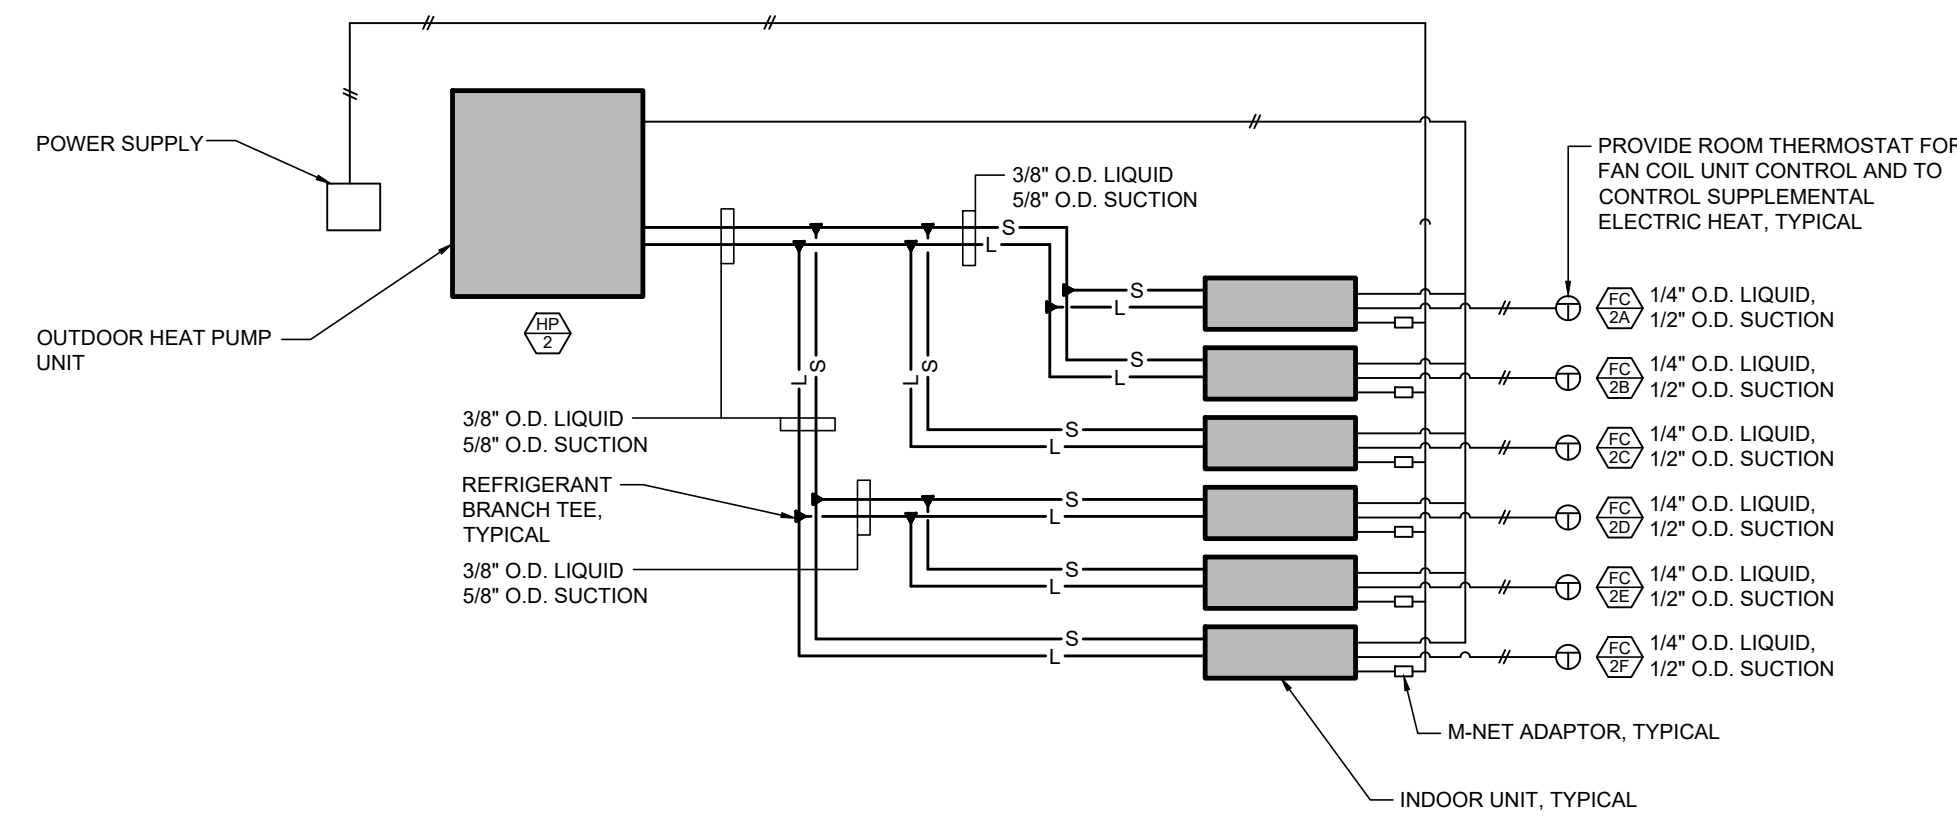 POWER SUPPLY
OUTDOOR HEAT PUMP
UNIT
HP
2
3/8" O.D. LIQUID
5/8" O.D. SUCTION
3/8" O.D. LIQUID
5/8" O.D. SUCTION
REFRIGERANT
BRANCH TEE,
TYPICAL
3/8" O.D. LIQUID
5/8" O.D. SUCTION
S
L
L
S
L
S
S
L
S
L
S
L
S
L
S
L
S
L
PROVIDE ROOM THERMOSTAT FOR
FAN COIL UNIT CONTROL AND TO
CONTROL SUPPLEMENTAL
ELECTRIC HEAT, TYPICAL
T
FC
2A
1/4" O.D. LIQUID,
1/2" O.D. SUCTION
T
FC
2B
1/4" O.D. LIQUID,
1/2" O.D. SUCTION
T
FC
2C
1/4" O.D. LIQUID,
1/2" O.D. SUCTION
T
FC
2D
1/4" O.D. LIQUID,
1/2" O.D. SUCTION
T
FC
2E
1/4" O.D. LIQUID,
1/2" O.D. SUCTION
T
FC
2F
1/4" O.D. LIQUID,
1/2" O.D. SUCTION
M-NET ADAPTOR, TYPICAL
INDOOR UNIT, TYPICAL